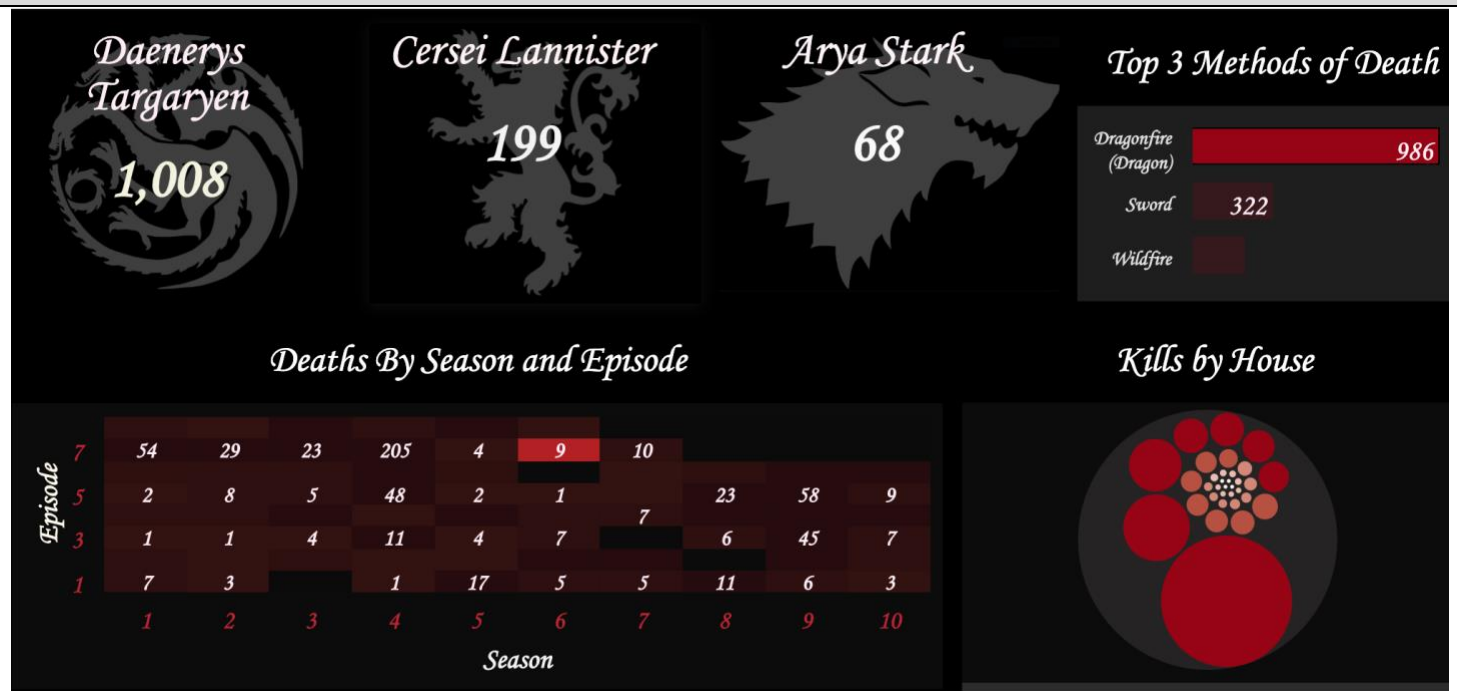 Daenerys
Targaryen
1,008
Cersei Lannister
199
Arya Stark
68
Top 3 Methods of Death
Dragonfire
(Dragon)
986
Sword
322
Wildfire
Deaths By Season and Episode
Episode
7 54 29 23 205 4 9 10
5 2 8 5 48 2 1 23 58 9
7
3 1 1 4 11 4 7 6 45 7
1 7 3 1 17 5 5 11 6 3
1 2 3 4 5 6 7 8 9 10
Season
Kills by House